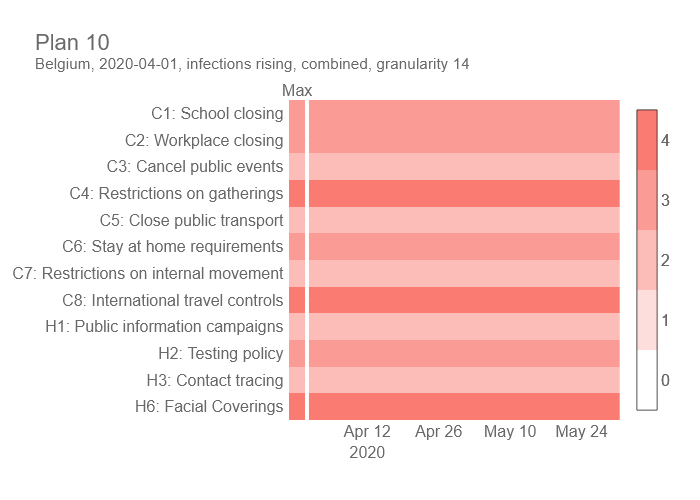 Plan 10
Belgium, 2020-04-01, infections rising, combined, granularity 14
Max
C1: School closing
C2: Workplace closing
C3: Cancel public events
C4: Restrictions on gatherings
C5: Close public transport
C6: Stay at home requirements
C7: Restrictions on internal movement
C8: International travel controls
H1: Public information campaigns
H2: Testing policy
H3: Contact tracing
H6: Facial Coverings
Apr 12 Apr 26 May 10 May 24
2020
4
3
2
1
0